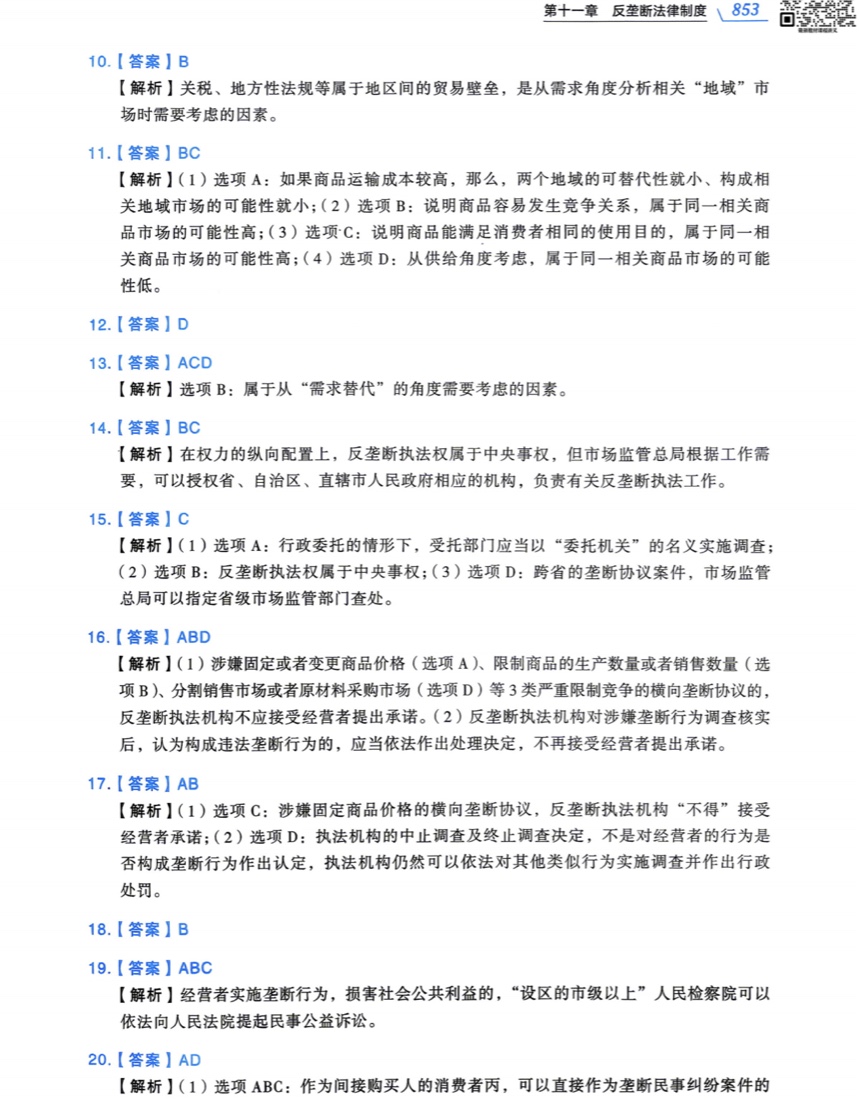 第十一章 反垄断法律制度 853
10.【答案】B
【解析】关税、地方性法规等属于地区间的贸易壁垒，是从需求角度分析相关“地域”市
场时需要考虑的因素。
11.【答案】BC
【解析】（1）选项 A：如果商品运输成本较高，那么，两个地域的可替代性就小、构成相
关地域市场的可能性就小；（2）选项 B：说明商品容易发生竞争关系，属于同一相关商
品市场的可能性高；（3）选项 C：说明商品能满足消费者相同的使用目的，属于同一相
关商品市场的可能性高；（4）选项 D：从供给角度考虑，属于同一相关商品市场的可能
性低。
12.【答案】D
13.【答案】ACD
【解析】选项 B：属于从“需求替代”的角度需要考虑的因素。
14.【答案】BC
【解析】在权力的纵向配置上，反垄断执法权属于中央事权，但市场监管总局根据工作需
要，可以授权省、自治区、直辖市人民政府相应的机构，负责有关反垄断执法工作。
15.【答案】C
【解析】（1）选项 A：行政委托的情形下，受托部门应当以“委托机关”的名义实施调查；
（2）选项 B：反垄断执法权属于中央事权；（3）选项 D：跨省的垄断协议案件，市场监管
总局可以指定省级市场监管部门查处。
16.【答案】ABD
【解析】（1）涉嫌固定或者变更商品价格（选项 A）、限制商品的生产数量或者销售数量（选
项 B）、分割销售市场或者原材料采购市场（选项 D）等 3 类严重限制竞争的横向垄断协议的，
反垄断执法机构不应接受经营者提出承诺。（2）反垄断执法机构对涉嫌垄断行为调查核实
后，认为构成违法垄断行为的，应当依法作出处理决定，不再接受经营者提出承诺。
17.【答案】AB
【解析】（1）选项 C：涉嫌固定商品价格的横向垄断协议，反垄断执法机构“不得”接受
经营者承诺；（2）选项 D：执法机构的中止调查及终止调查决定，不是对经营者的行为是
否构成垄断行为作出认定，执法机构仍然可以依法对其他类似行为实施调查并作出行政
处罚。
18.【答案】B
19.【答案】ABC
【解析】经营者实施垄断行为，损害社会公共利益的，“设区的市级以上”人民检察院可以
依法向人民法院提起民事公益诉讼。
20.【答案】AD
【解析】（1）选项 ABC：作为间接购买人的消费者丙，可以直接作为垄断民事纠纷案件的